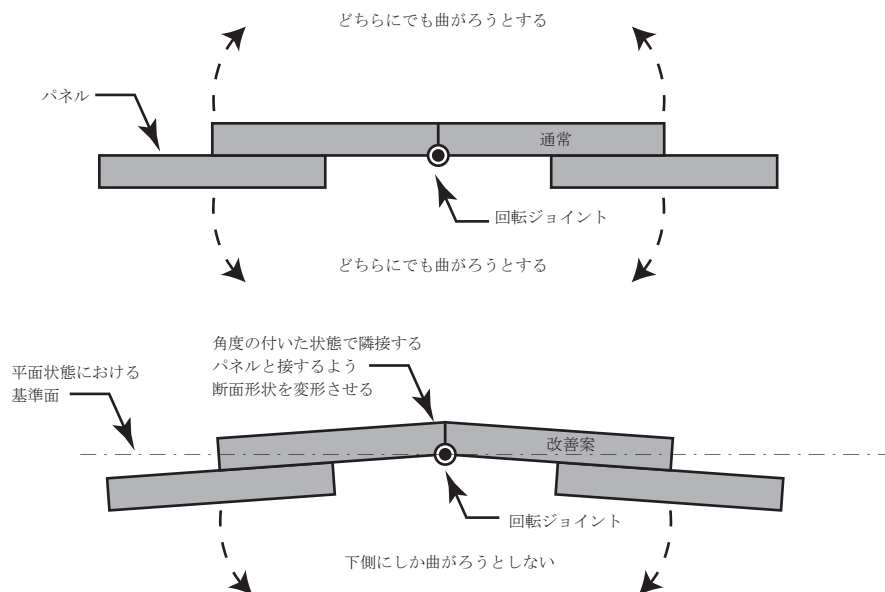 どちらにでも曲がろうとする
パネル
通常
回転ジョイント
どちらにでも曲がろうとする
角度の付いた状態で隣接する
パネルと接するよう
断面形状を変形させる
平面状態における
基準面
改善案
回転ジョイント
下側にしか曲がろうとしない